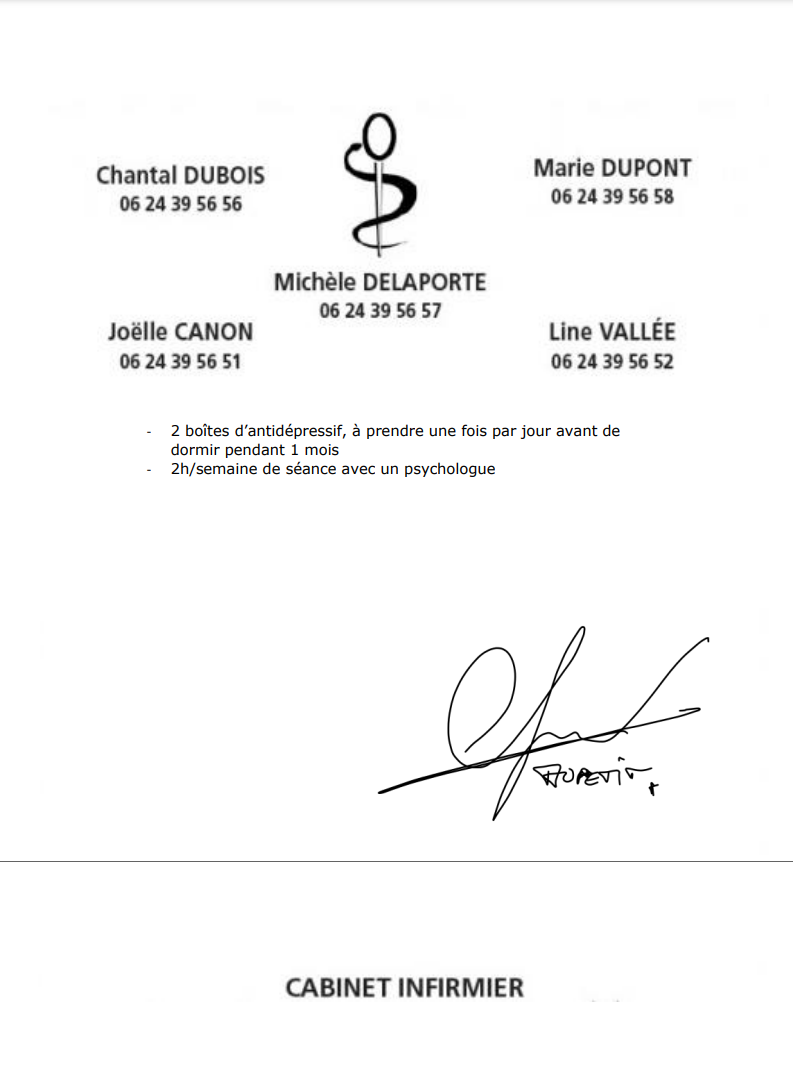 Chantal DUBOIS
06 24 39 56 56
Marie DUPONT
06 24 39 56 58
Michèle DELAPORTE
06 24 39 56 57
Joëlle CANON
06 24 39 56 51
Line VALLÉE
06 24 39 56 52
- 2 boîtes d’antidépressif, à prendre une fois par jour avant de
dormir pendant 1 mois
- 2h/semaine de séance avec un psychologue
CABINET INFIRMIER